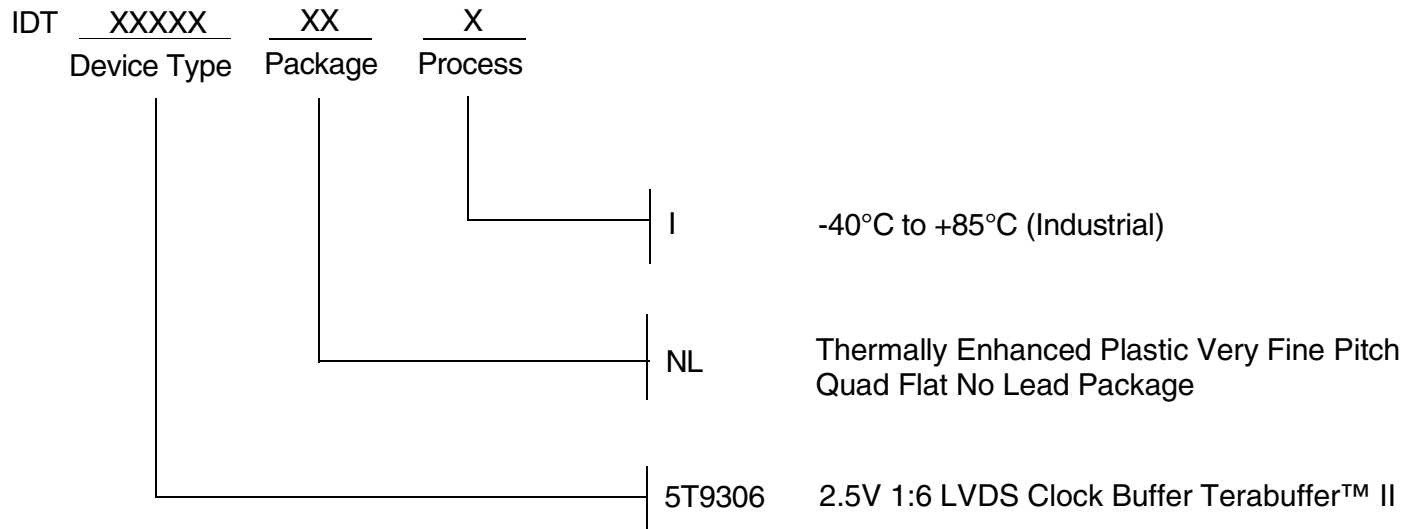 IDT XXXXX XX X
Device Type Package Process
I -40°C to +85°C (Industrial)
NL Thermally Enhanced Plastic Very Fine Pitch
Quad Flat No Lead Package
5T9306 2.5V 1:6 LVDS Clock Buffer Terabuffer™ II